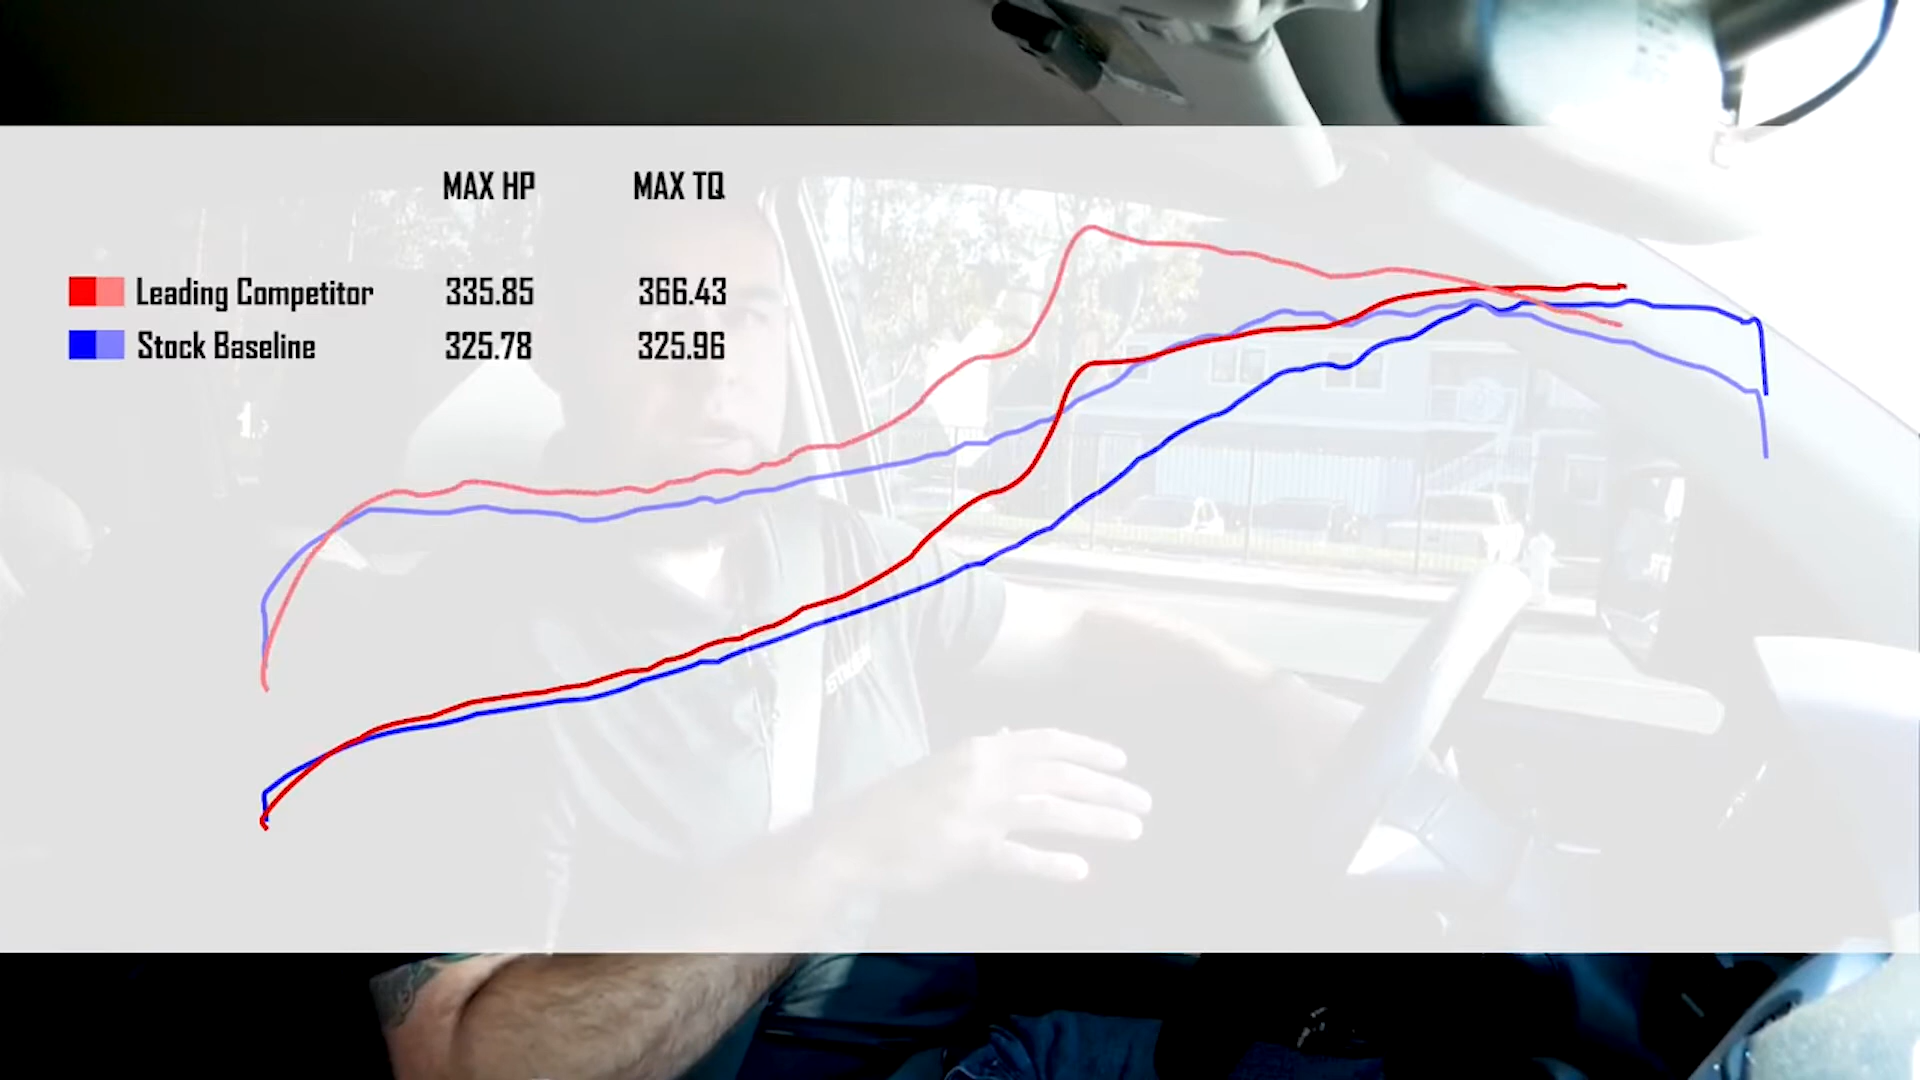 MAX HP MAX TQ
Leading Competitor 335.85 366.43
Stock Baseline 325.78 325.96